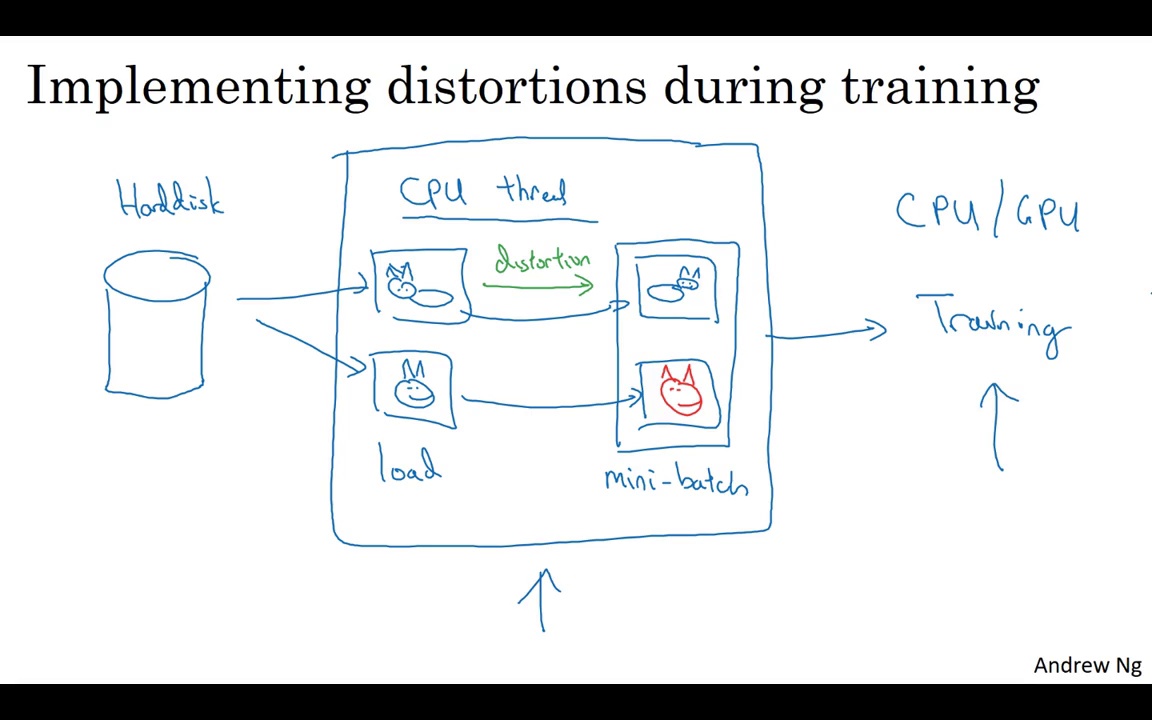 Implementing distortions during training
Harddisk
CPU thread
CPU/GPU
distortion
Training
load
mini-batch
Andrew Ng